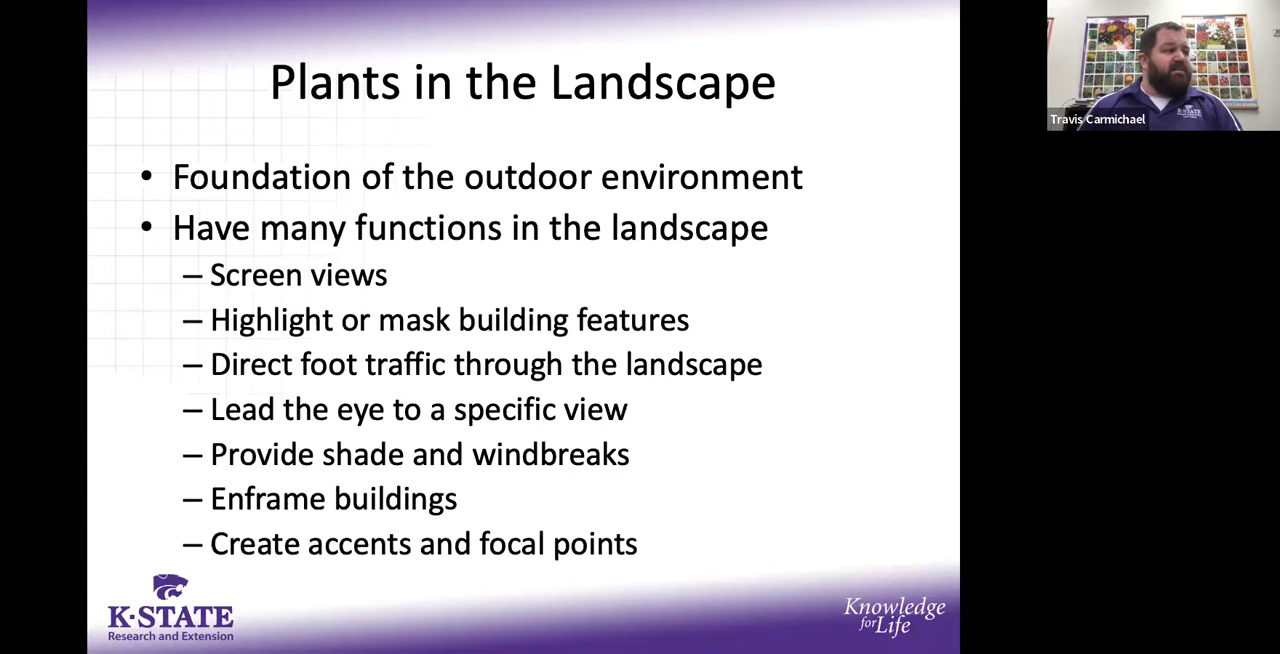 Plants in the Landscape
• Foundation of the outdoor environment
• Have many functions in the landscape
– Screen views
– Highlight or mask building features
– Direct foot traffic through the landscape
– Lead the eye to a specific view
– Provide shade and windbreaks
– Enframe buildings
– Create accents and focal points
K-STATE
Research and Extension
Knowledge
for Life
Travis Carmichael
K-STATE